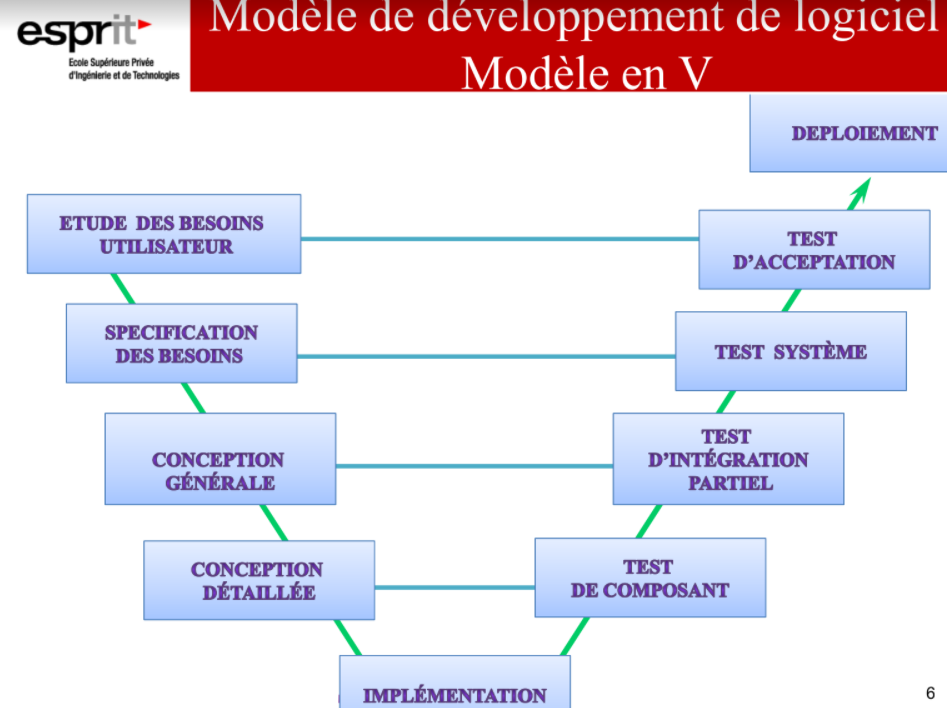 esprit
Ecole Supérieure Privée
d'Ingénierie et de Technologies
Modèle de développement de logiciel
Modèle en V
DEPLOIEMENT
ETUDE DES BESOINS
UTILISATEUR
TEST
D'ACCEPTATION
SPECIFICATION
DES BESOINS
TEST SYSTÈME
CONCEPTION
GÉNÉRALE
TEST
D'INTÉGRATION
PARTIEL
CONCEPTION
DÉTAILLÉE
TEST
DE COMPOSANT
IMPLÉMENTATION
6